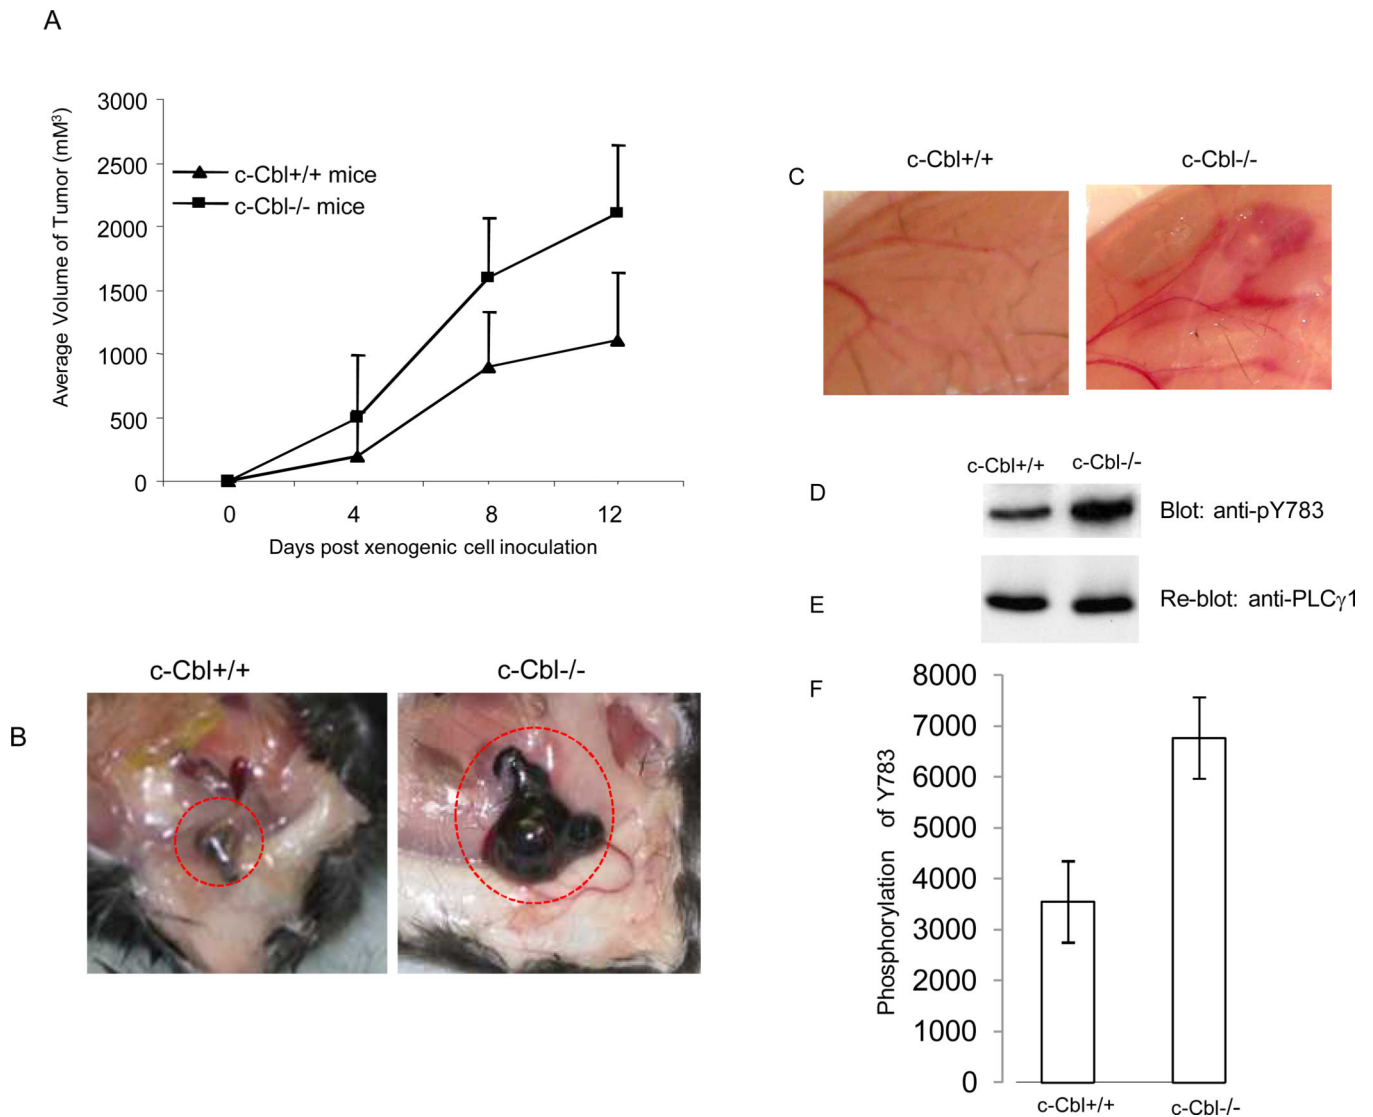 A
Average Volume of Tumor (mM³)
3000
2500
2000
1500
1000
500
0
c-Cbl+/+ mice
c-Cbl-/- mice
0 4 8 12
Days post xenogenic cell inoculation
B
c-Cbl+/+ c-Cbl-/-
C
c-Cbl+/+ c-Cbl-/-
c-Cbl+/+ c-Cbl-/-
D
Blot: anti-pY783
E
Re-blot: anti-PLCγ1
F
Phosphorylation of Y783
8000
7000
6000
5000
4000
3000
2000
1000
0
c-Cbl+/+ c-Cbl-/-